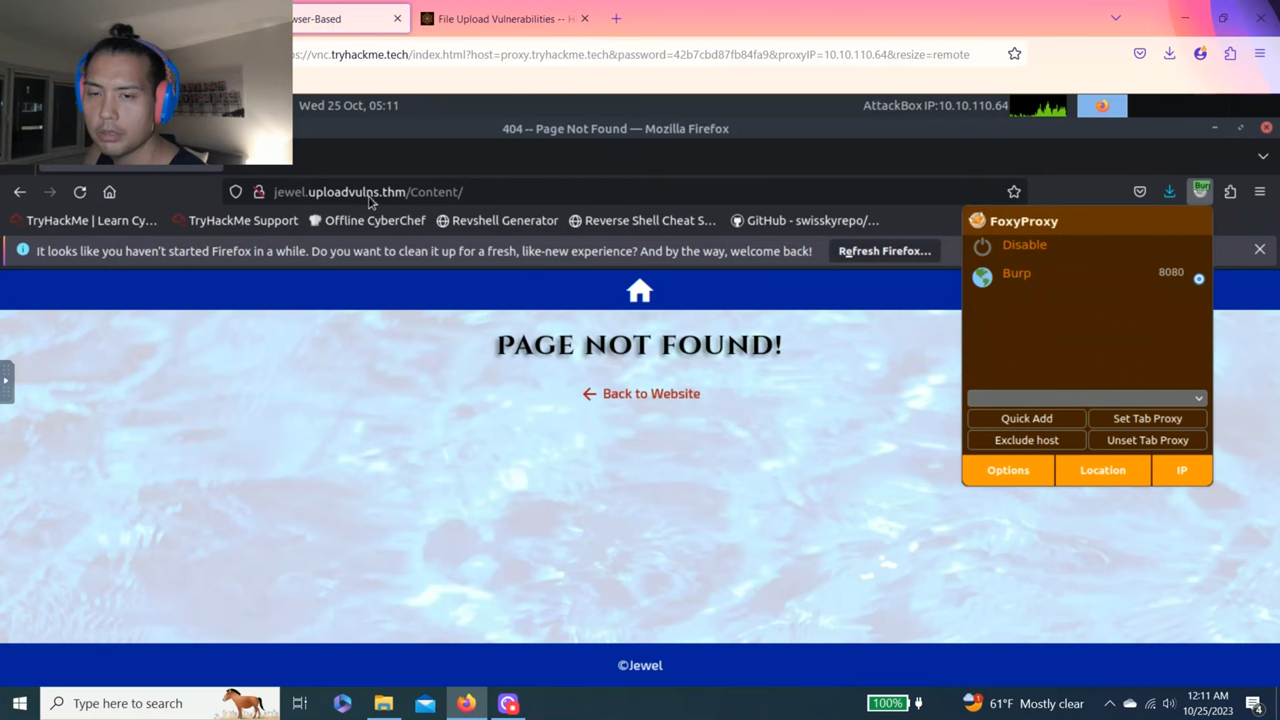 wser-Based
File Upload Vulnerabilities -- H
s://vnc.tryhackme.tech/index.html?host=proxy.tryhackme.tech&password=42b7cbd87fb84fa9&proxyIP=10.10.110.64&resize=remote
Wed 25 Oct, 05:11
AttackBox IP:10.10.110.64
404 -- Page Not Found — Mozilla Firefox
jewel.uploadvulns.thm/Content/
Burp
TryHackMe | Learn Cy…
TryHackMe Support
Offline CyberChef
Revshell Generator
Reverse Shell Cheat S…
GitHub - swisskyrepo/…
It looks like you haven't started Firefox in a while. Do you want to clean it up for a fresh, like-new experience? And by the way, welcome back!
Refresh Firefox…
FoxyProxy
Disable
Burp
8080
Quick Add
Set Tab Proxy
Exclude host
Unset Tab Proxy
Options
Location
IP
PAGE NOT FOUND!
Back to Website
©Jewel
Type here to search
100%
61°F Mostly clear
12:11 AM
10/25/2023
4